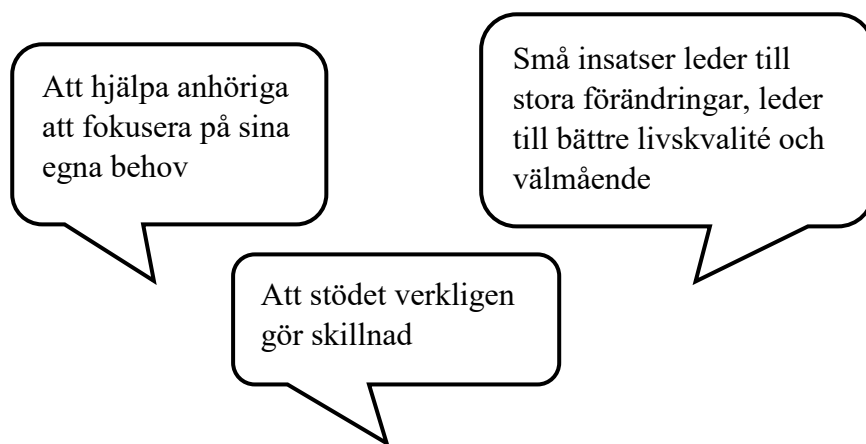 Att hjälpa anhöriga
att fokusera på sina
egna behov
Små insatser leder till
stora förändringar, leder
till bättre livskvalité och
välmående
Att stödet verkligen
gör skillnad